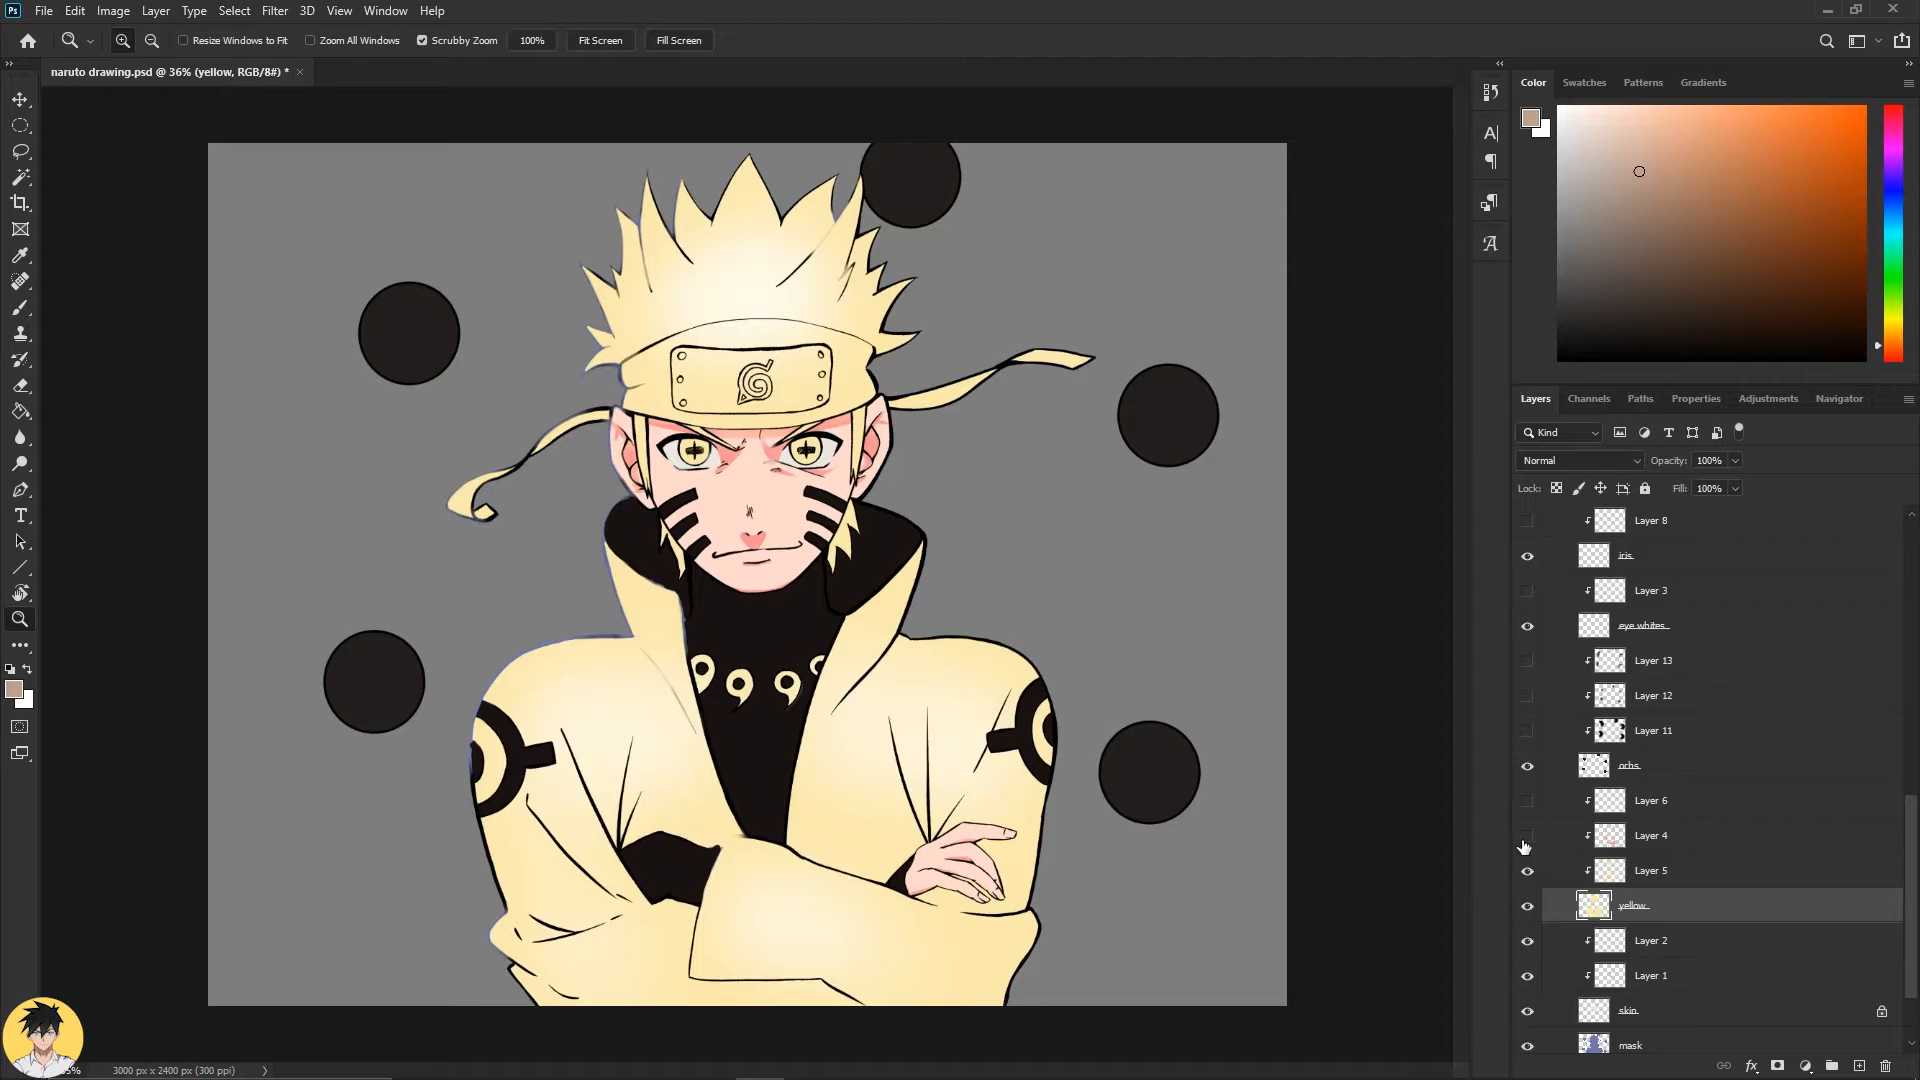 Ps File Edit Image Layer Type Select Filter 3D View Window Help
Resize Windows to Fit Zoom All Windows Scrubby Zoom 100% Fit Screen Fill Screen
naruto drawing.psd @ 36% (yellow, RGB/8#) *
Color Swatches Patterns Gradients
Layers Channels Paths Properties Adjustments Navigator
Kind
Normal Opacity: 100%
Lock: Fill: 100%
Layer 8
iris
Layer 3
eye whites
Layer 13
Layer 12
Layer 11
orbs
Layer 6
Layer 4
Layer 5
yellow
Layer 2
Layer 1
skin
mask
3000 px x 2400 px (300 ppi)